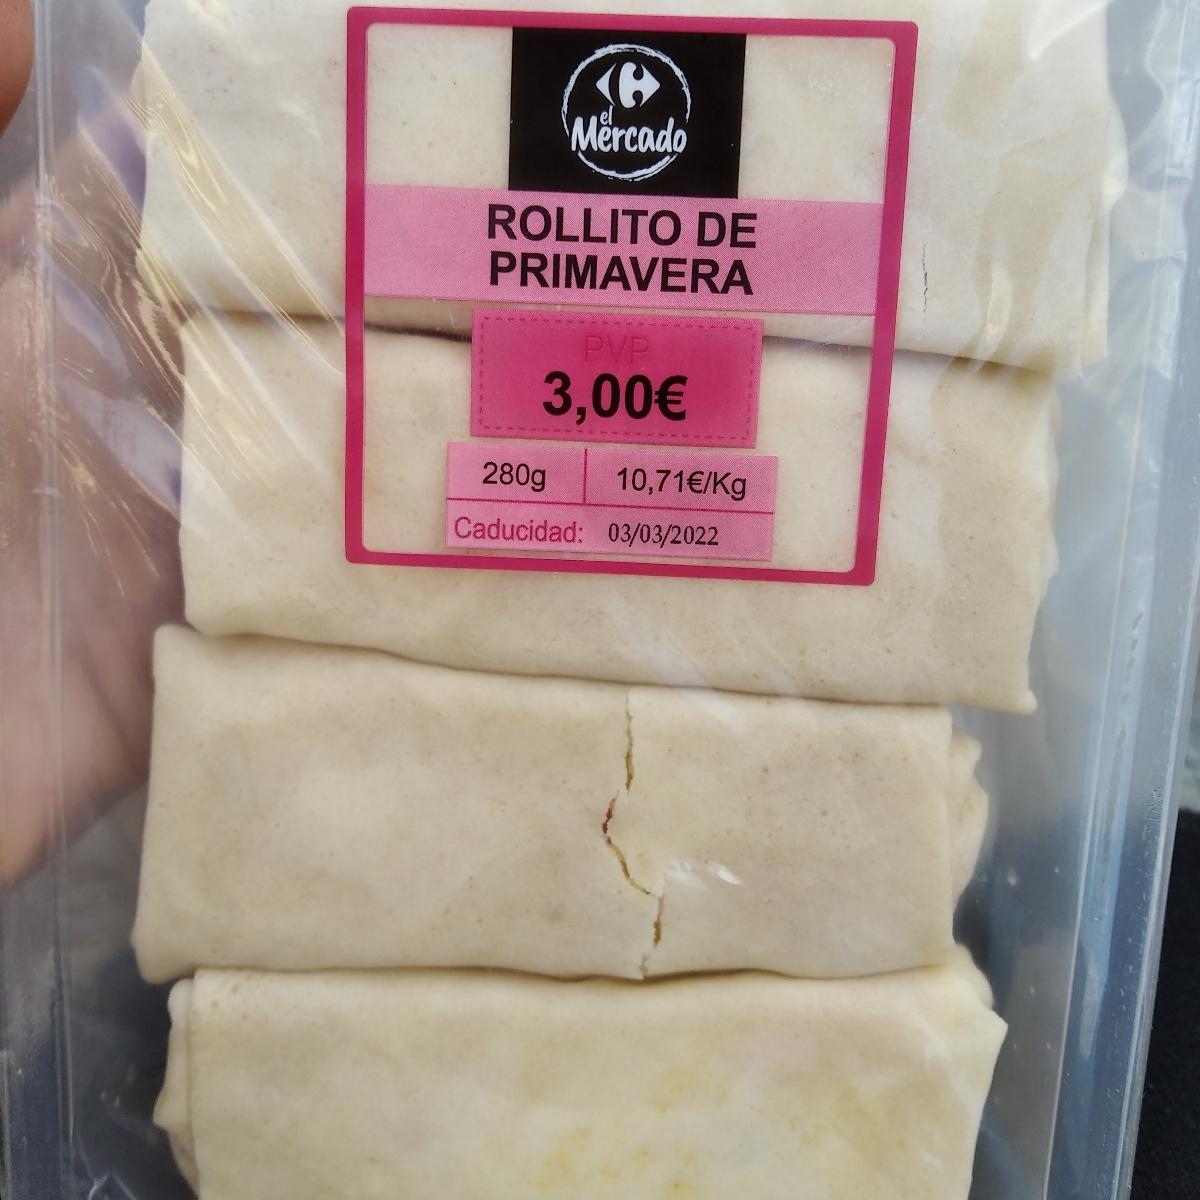 el
Mercado
ROLLITO DE
PRIMAVERA
PVP
3,00€
280g 10,71€/Kg
Caducidad: 03/03/2022